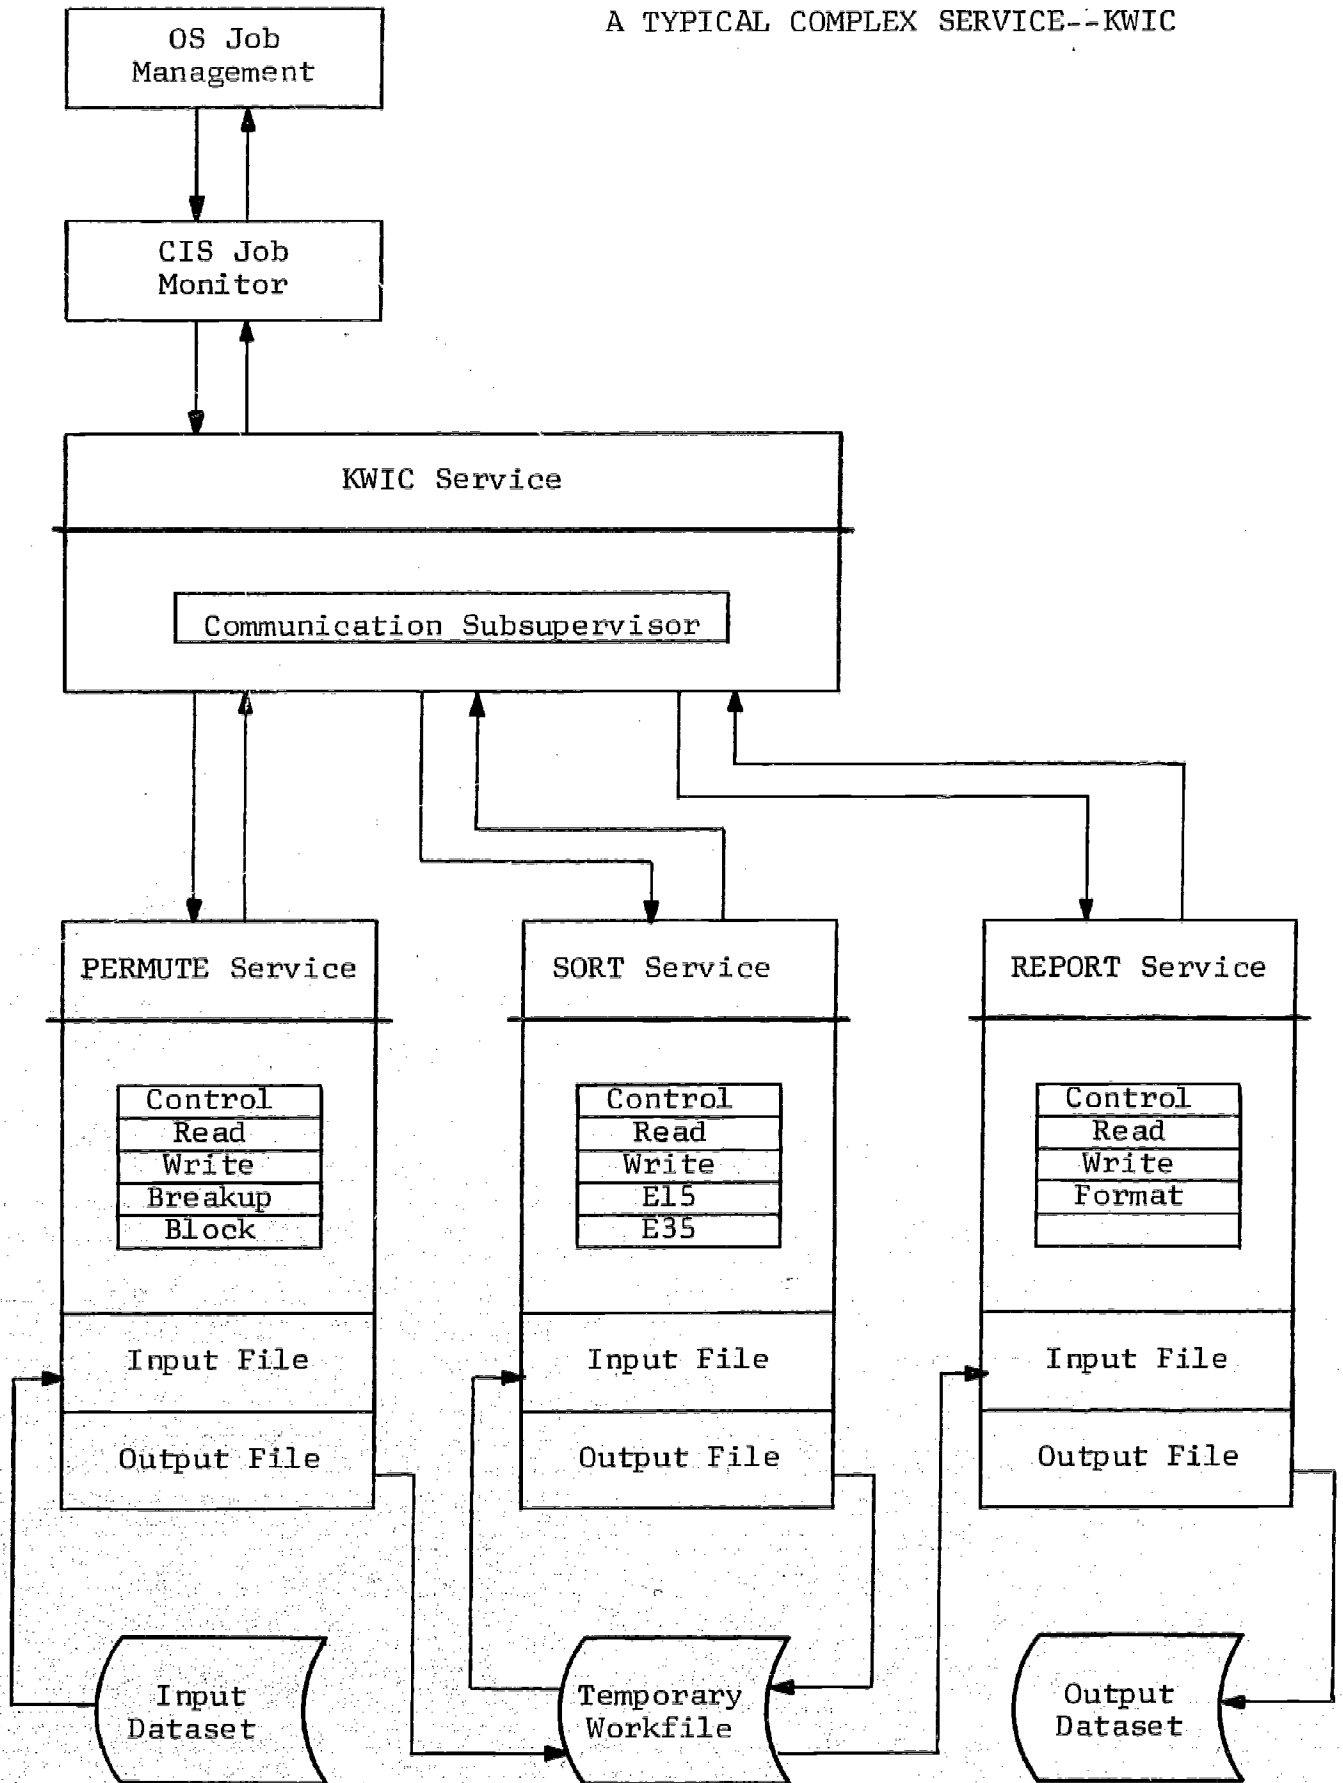 A TYPICAL COMPLEX SERVICE--KWIC
OS Job
Management
CIS Job
Monitor
KWIC Service
Communication Subsupervisor
PERMUTE Service
Control
Read
Write
Breakup
Block
Input File
Output File
SORT Service
Control
Read
Write
E15
E35
Input File
Output File
REPORT Service
Control
Read
Write
Format
Input File
Output File
Input
Dataset
Temporary
Workfile
Output
Dataset